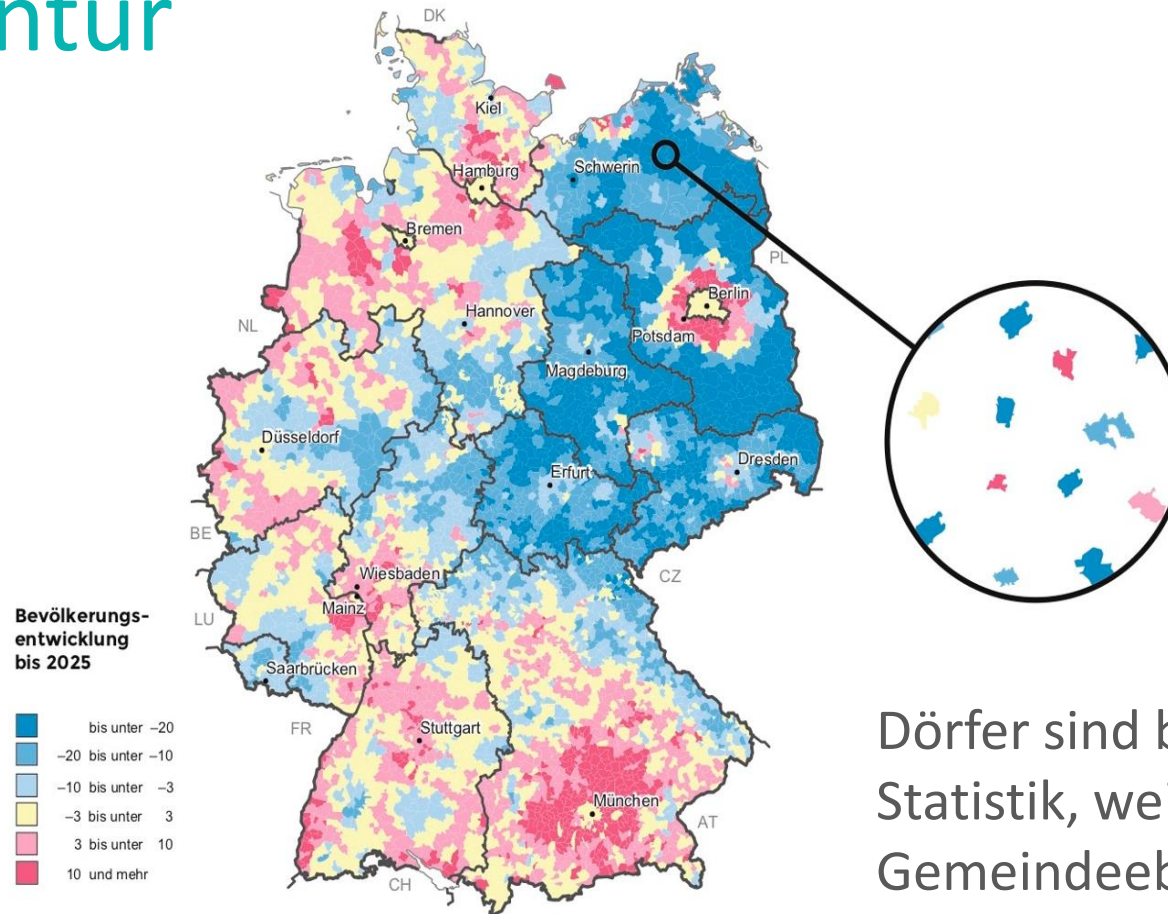 ntur
DK
Kiel
Hamburg
Schwerin
Bremen
PL
Berlin
NL
Hannover
Potsdam
Magdeburg
Düsseldorf
Dresden
Erfurt
BE
CZ
Wiesbaden
Mainz
LU
Saarbrücken
FR
Stuttgart
München
AT
CH
Bevölkerungs-
entwicklung
bis 2025
bis unter –20
–20 bis unter –10
–10 bis unter –3
–3 bis unter 3
3 bis unter 10
10 und mehr
Dörfer sind b
Statistik, we
Gemeindeeb